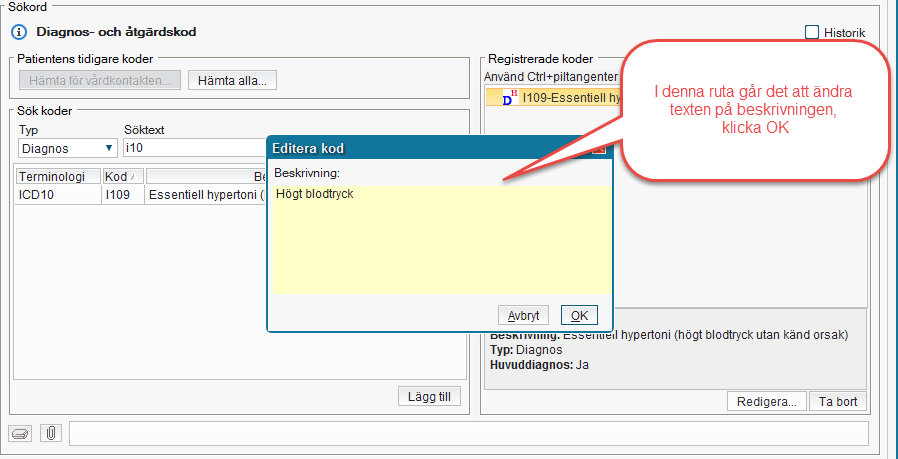 Sökord
Diagnos- och åtgärdskod
Historik
Patientens tidigare koder
Hämta för vårdkontakten...
Hämta alla...
Sök koder
Typ
Söktext
Diagnos
i10
Terminologi
Kod
Be
ICD10
I109
Essentiell hypertoni (
Lägg till
Registrerade koder
Använd Ctrl+piltangenter
D H
I109-Essentiell hy
I denna ruta går det att ändra
texten på beskrivningen,
klicka OK
Editera kod
Beskrivning:
Högt blodtryck
Avbryt
OK
Beskrivning: Essentiell hypertoni (högt blodtryck utan känd orsak)
Typ: Diagnos
Huvuddiagnos: Ja
Redigera...
Ta bort